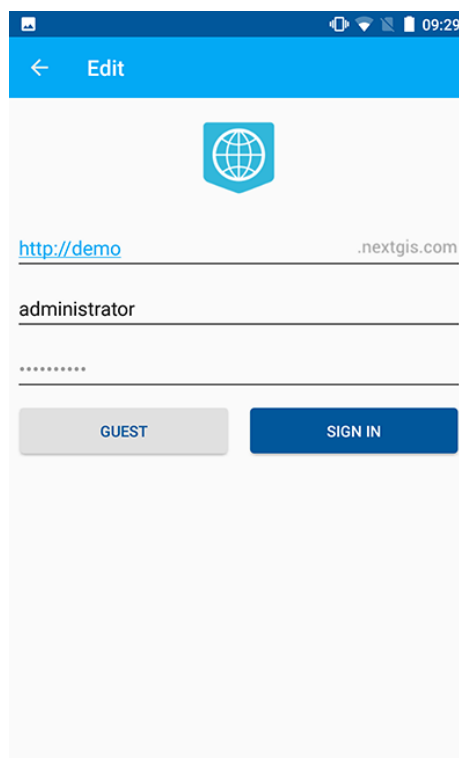 09:29
Edit
http://demo .nextgis.com
administrator
••••••••••
GUEST SIGN IN